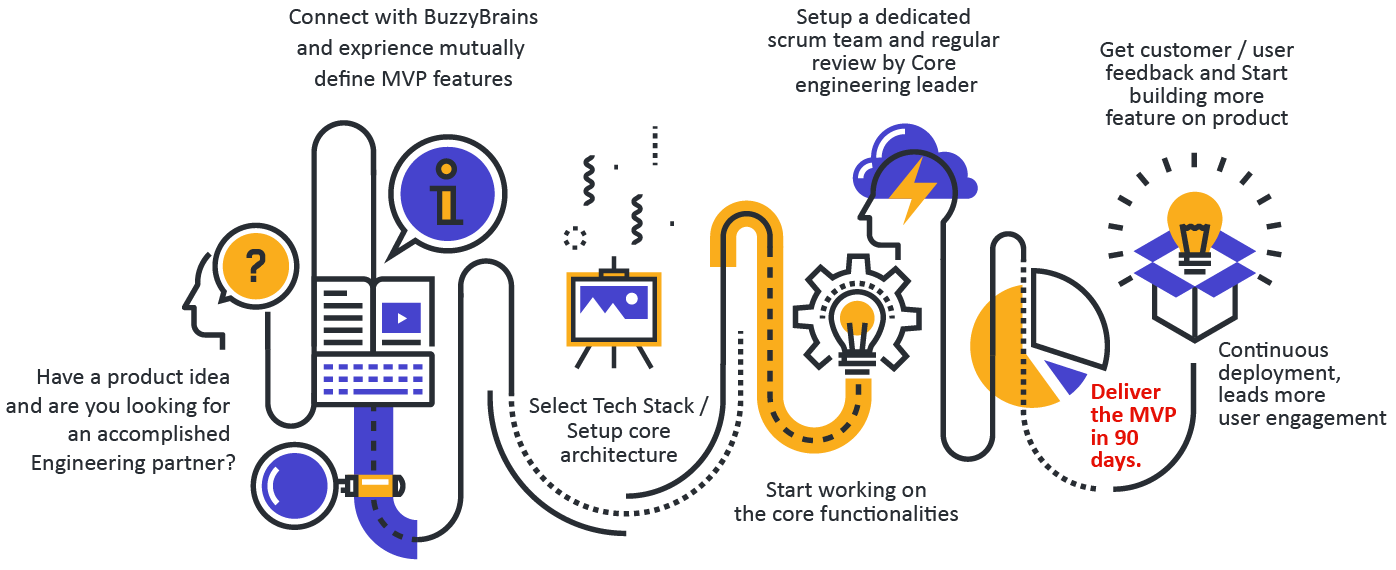 Connect with BuzzyBrains
and exprience mutually
define MVP features
Setup a dedicated
scrum team and regular
review by Core
engineering leader
Get customer / user
feedback and Start
building more
feature on product
i
?
Have a product idea
and are you looking for
an accomplished
Engineering partner?
Select Tech Stack /
Setup core
architecture
Start working on
the core functionalities
Deliver
the MVP
in 90
days.
Continuous
deployment,
leads more
user engagement